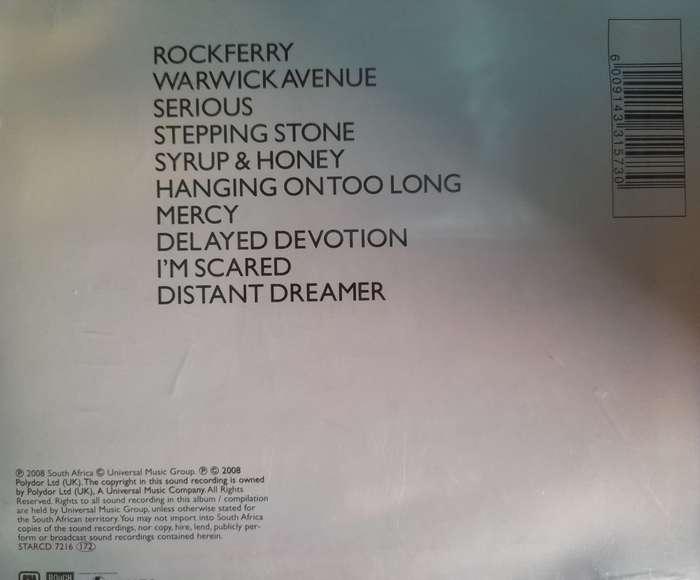 ROCKFERRY
WARWICK AVENUE
SERIOUS
STEPPING STONE
SYRUP & HONEY
HANGING ON TOO LONG
MERCY
DELAYED DEVOTION
I'M SCARED
DISTANT DREAMER
6 009143 315730
℗ 2008 South Africa © Universal Music Group. ℗ © 2008
Polydor Ltd (UK). The copyright in this sound recording is owned
by Polydor Ltd (UK), A Universal Music Company. All Rights
Reserved. Rights to all sound recording in this album / compilation
are held by Universal Music Group, unless otherwise stated for
the South African territory. You may not import into South Africa
copies of the sound recordings, nor copy, hire, lend, publicly per-
form or broadcast sound recordings contained herein.
STARCD 7216 172